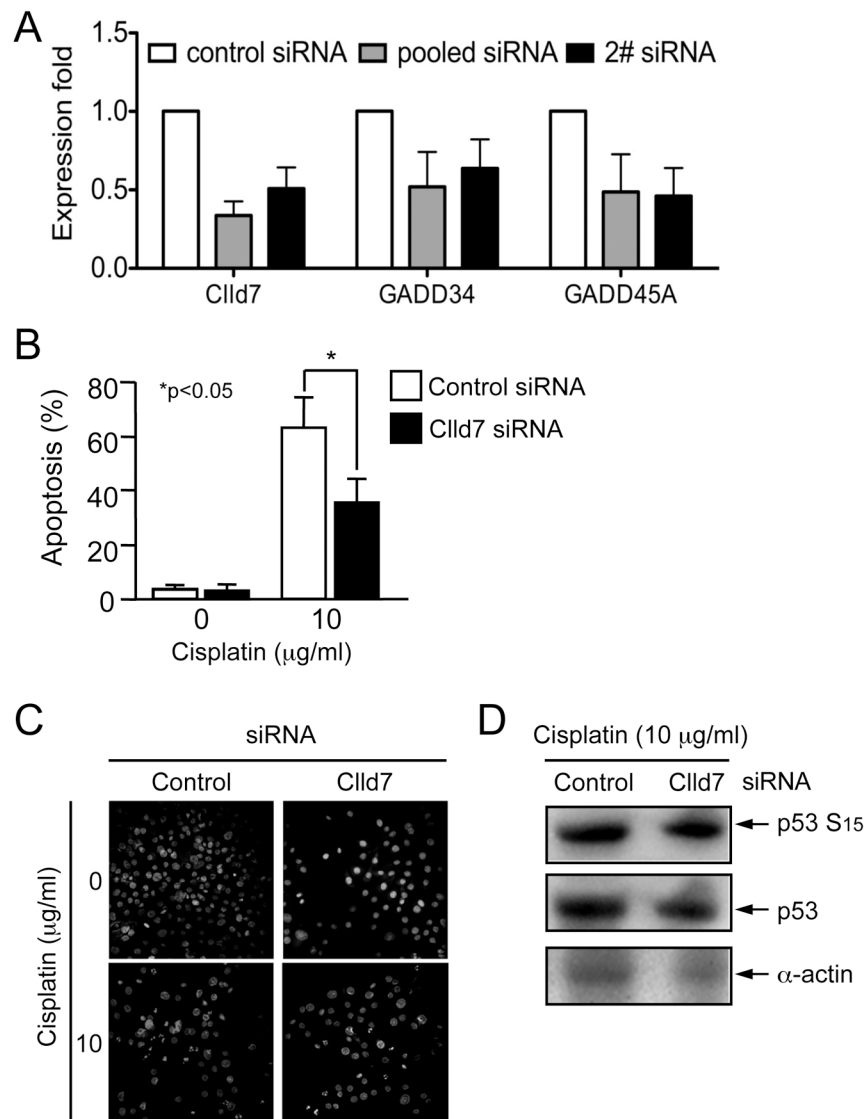 A
1.5
control siRNA pooled siRNA 2# siRNA
1.0
0.5
0.0
Expression fold
Clld7 GADD34 GADD45A
B
80
*p<0.05
*
Control siRNA
Clld7 siRNA
60
40
20
0
Apoptosis (%)
0 10
Cisplatin (μg/ml)
C
siRNA
Control Clld7
Cisplatin (μg/ml)
0
10
D
Cisplatin (10 μg/ml)
Control Clld7 siRNA
p53 S15
p53
α-actin